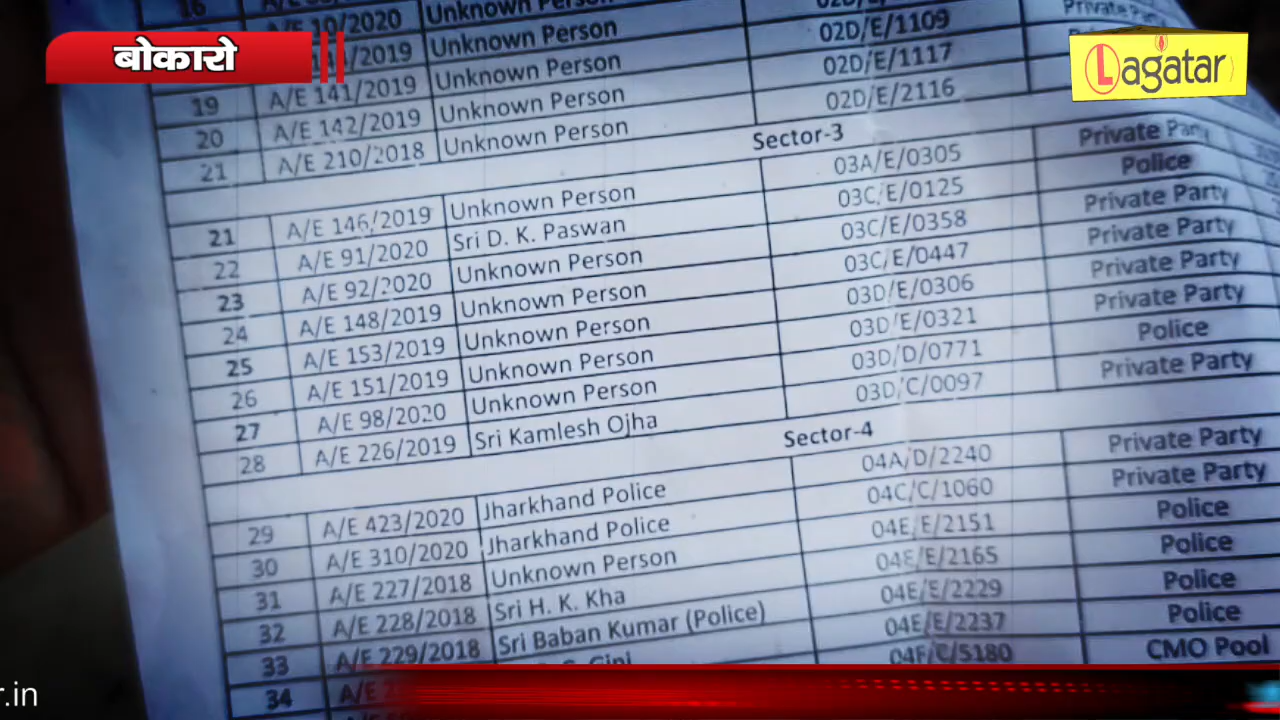 बोकारो
Lagatar
16
10/2020 Unknown Person
/2019 Unknown Person
19 A/E 141/2019 Unknown Person 02D/E/1109
20 A/E 142/2019 Unknown Person 02D/E/1117
21 A/E 210/2018 Unknown Person 02D/E/2116
Sector-3
21 A/E 146/2019 Unknown Person 03A/E/0305 Private Party
22 A/E 91/2020 Sri D. K. Paswan 03C/E/0125 Police
23 A/E 92/2020 Unknown Person 03C/E/0358 Private Party
24 A/E 148/2019 Unknown Person 03C/E/0447 Private Party
25 A/E 153/2019 Unknown Person 03D/E/0306 Private Party
26 A/E 151/2019 Unknown Person 03D/E/0321 Private Party
27 A/E 98/2020 Unknown Person 03D/D/0771 Police
28 A/E 226/2019 Sri Kamlesh Ojha 03D/C/0097 Private Party
Sector-4
29 A/E 423/2020 Jharkhand Police 04A/D/2240 Private Party
30 A/E 310/2020 Jharkhand Police 04C/C/1060 Private Party
31 A/E 227/2018 Unknown Person 04E/E/2151 Police
32 A/E 228/2018 Sri H. K. Kha 04E/E/2165 Police
33 A/E 229/2018 Sri Baban Kumar (Police) 04E/E/2229 Police
34 A/E 04E/E/2237 Police
04F/C/5180 CMO Pool
r.in